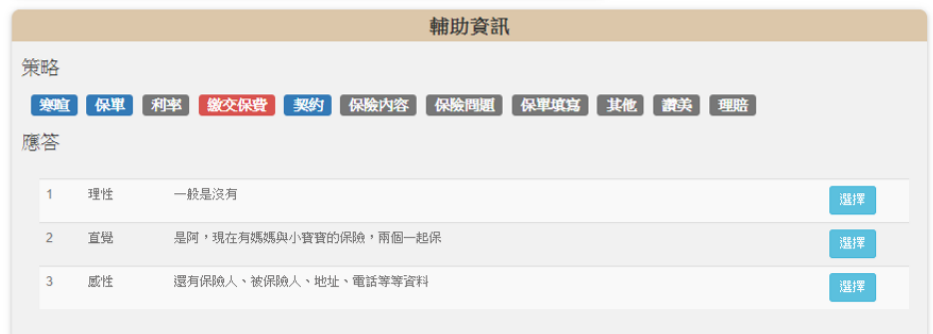 輔助資訊
策略
寒喧 保單 利率 繳交保費 契約 保險內容 保險問題 保單填寫 其他 讚美 理賠
應答
1 理性 一般是沒有 選擇
2 直覺 是阿，現在有媽媽與小寶寶的保險，兩個一起保 選擇
3 感性 還有保險人、被保險人、地址、電話等等資料 選擇